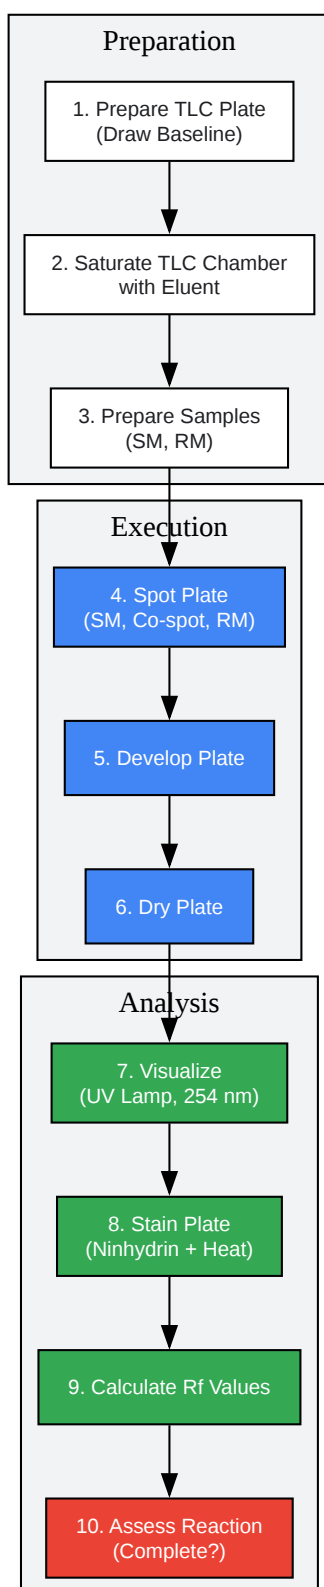 Preparation
1. Prepare TLC Plate
(Draw Baseline)
2. Saturate TLC Chamber
with Eluent
3. Prepare Samples
(SM, RM)
Execution
4. Spot Plate
(SM, Co-spot, RM)
5. Develop Plate
6. Dry Plate
Analysis
7. Visualize
(UV Lamp, 254 nm)
8. Stain Plate
(Ninhydrin + Heat)
9. Calculate Rf Values
10. Assess Reaction
(Complete?)